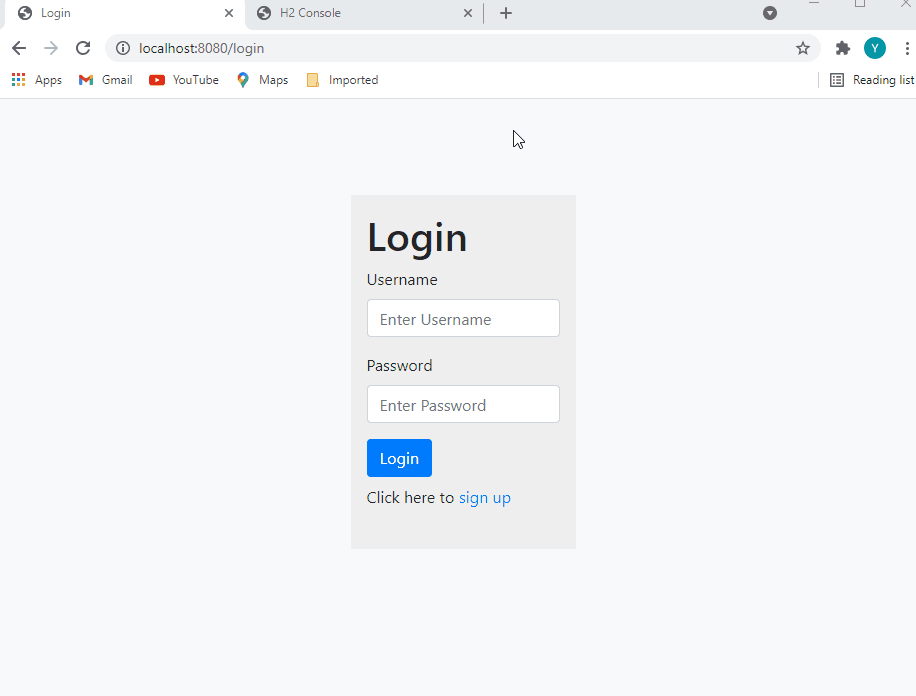 Login
H2 Console
localhost:8080/login
Y
Apps
Gmail
YouTube
Maps
Imported
Reading list
Login
Username
Enter Username
Password
Enter Password
Login
Click here to sign up